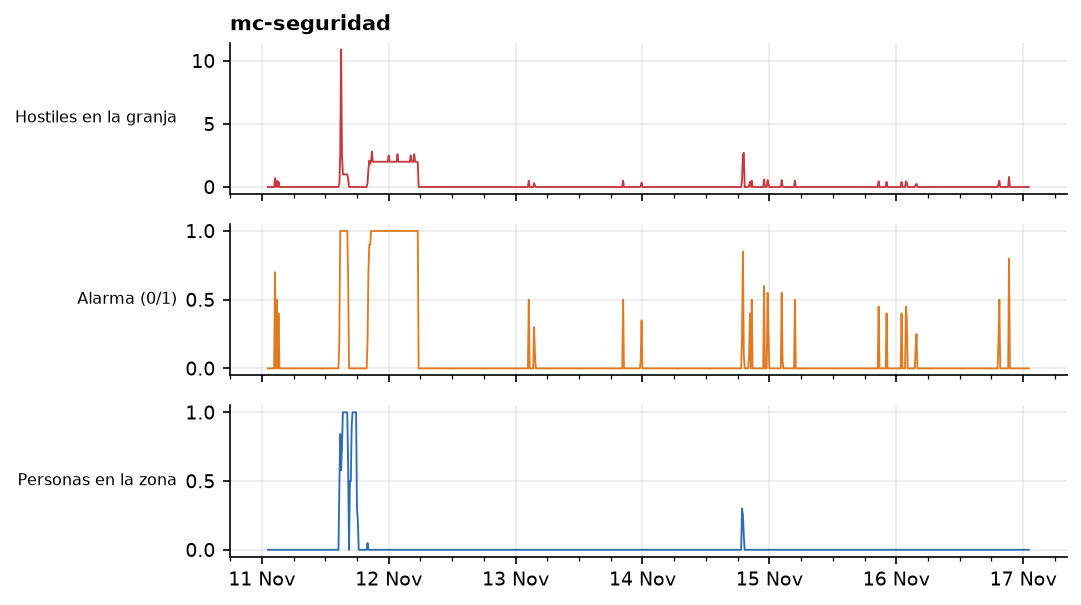 mc-seguridad
10
Hostiles en la granja
5
0
1.0
Alarma (0/1)
0.5
0.0
1.0
Personas en la zona
0.5
0.0
11 Nov
12 Nov
13 Nov
14 Nov
15 Nov
16 Nov
17 Nov